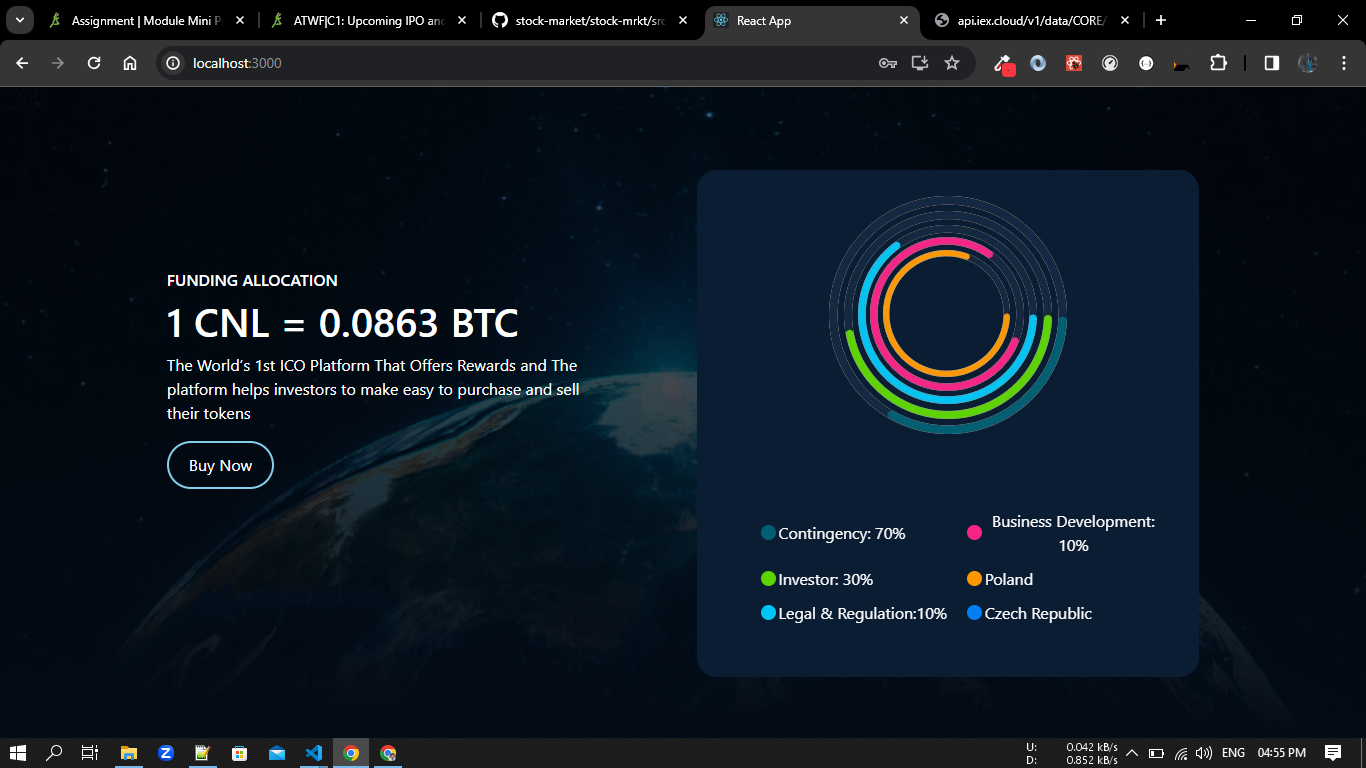 Assignment | Module Mini P
ATWF|C1: Upcoming IPO and
stock-market/stock-mrkt/src
React App
api.iex.cloud/v1/data/CORE/
localhost:3000
FUNDING ALLOCATION
1 CNL = 0.0863 BTC
The World’s 1st ICO Platform That Offers Rewards and The
platform helps investors to make easy to purchase and sell
their tokens
Buy Now
Contingency: 70%
Business Development:
10%
Investor: 30%
Poland
Legal & Regulation:10%
Czech Republic
U: 0.042 kB/s
D: 0.852 kB/s
ENG
04:55 PM